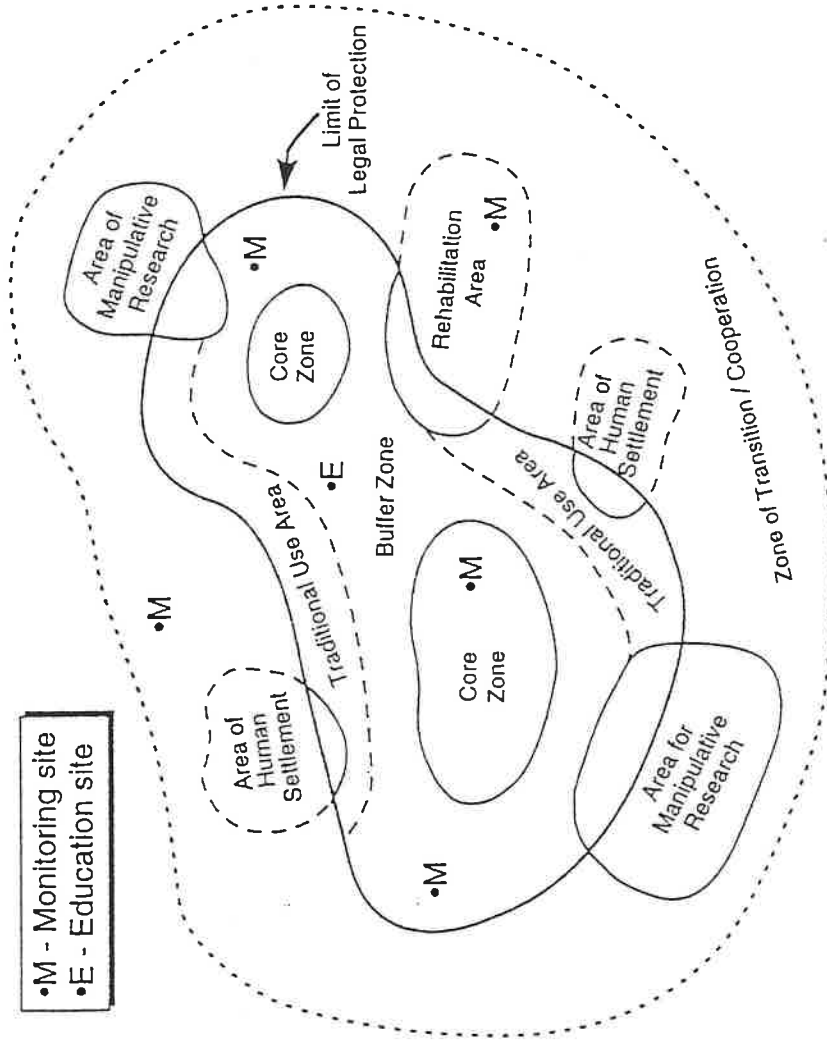 •M - Monitoring site
•E - Education site
Area of
Manipulative
Research
•M
Limit of
Legal Protection
•M
Core
Zone
Area of
Human
Settlement
Traditional Use Area
•E
Buffer Zone
Rehabilitation
Area
•M
•M
Core
Zone
•M
Traditional Use Area
Area of
Human
Settlement
Area for
Manipulative
Research
Zone of Transition / Cooperation